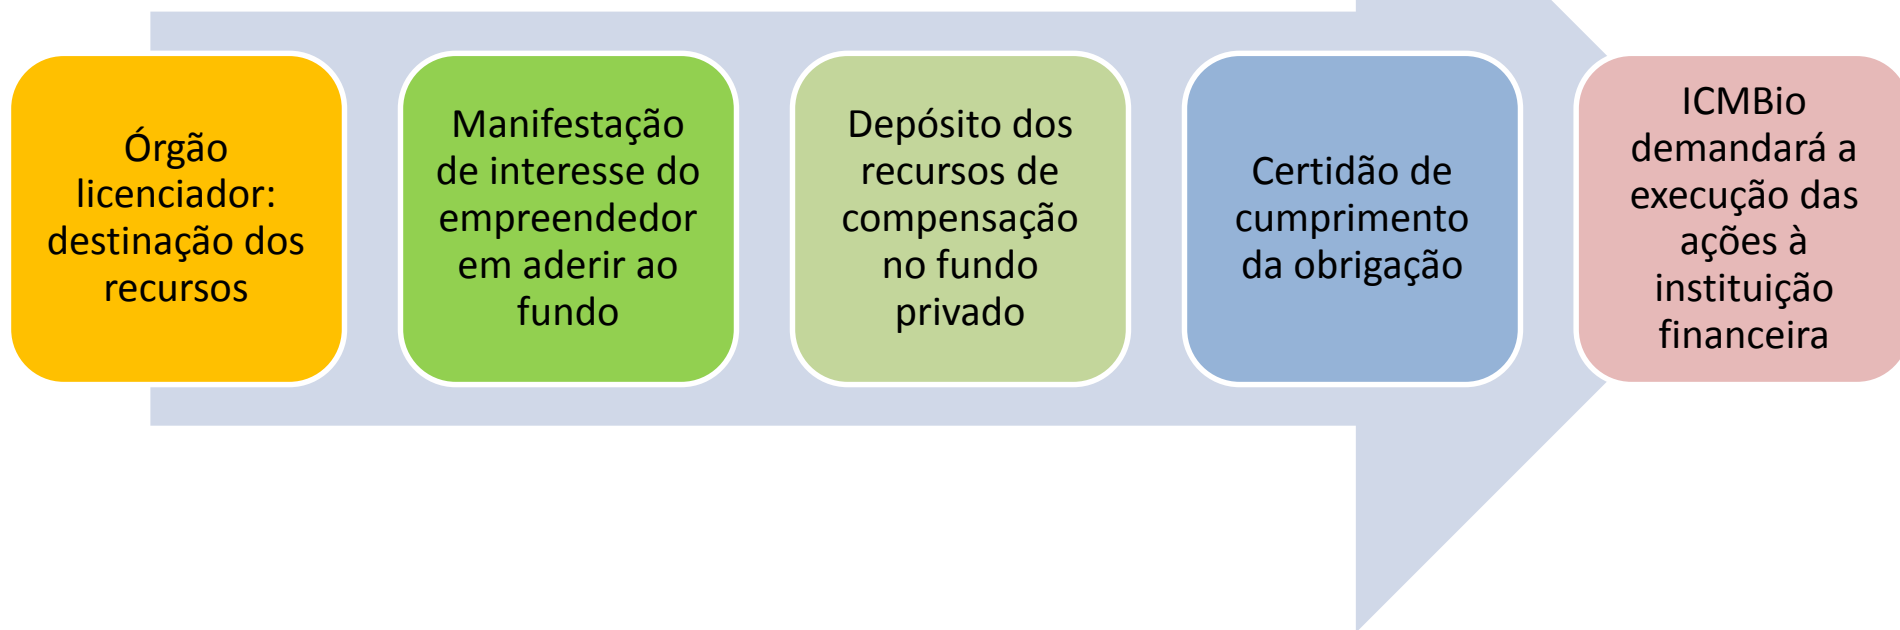 Órgão
licenciador:
destinação dos
recursos
Manifestação
de interesse do
empreendedor
em aderir ao
fundo
Depósito dos
recursos de
compensação
no fundo
privado
Certidão de
cumprimento
da obrigação
ICMBio
demandará a
execução das
ações à
instituição
financeira